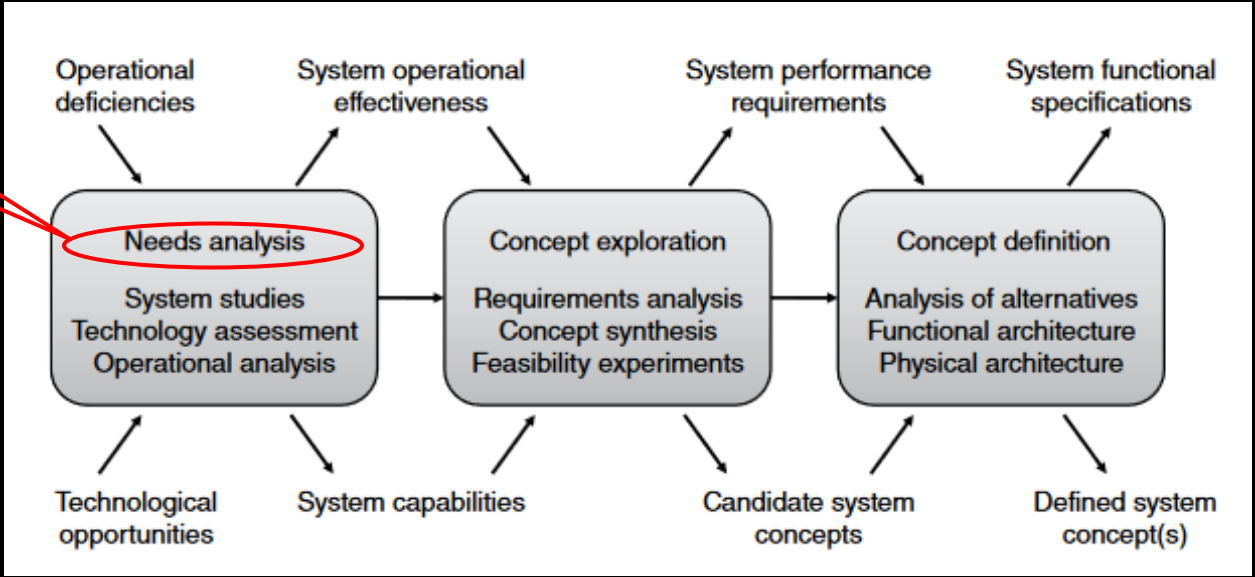 Operational
deficiencies
System operational
effectiveness
System performance
requirements
System functional
specifications
Needs analysis
System studies
Technology assessment
Operational analysis
Concept exploration
Requirements analysis
Concept synthesis
Feasibility experiments
Concept definition
Analysis of alternatives
Functional architecture
Physical architecture
Technological
opportunities
System capabilities
Candidate system
concepts
Defined system
concept(s)